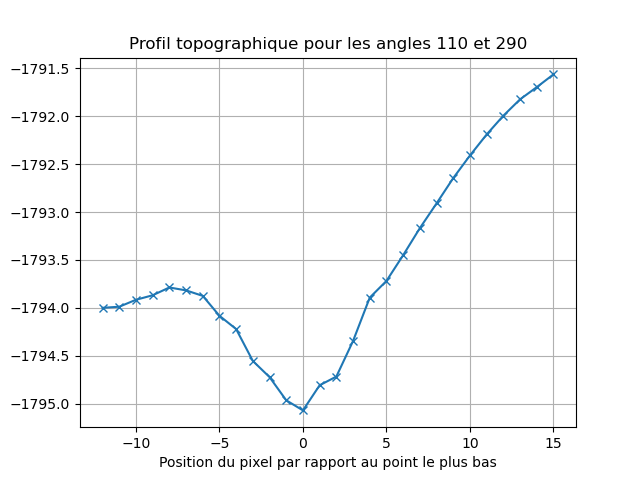 Profil topographique pour les angles 110 et 290
−1791.5
−1792.0
−1792.5
−1793.0
−1793.5
−1794.0
−1794.5
−1795.0
−10 −5 0 5 10 15
Position du pixel par rapport au point le plus bas